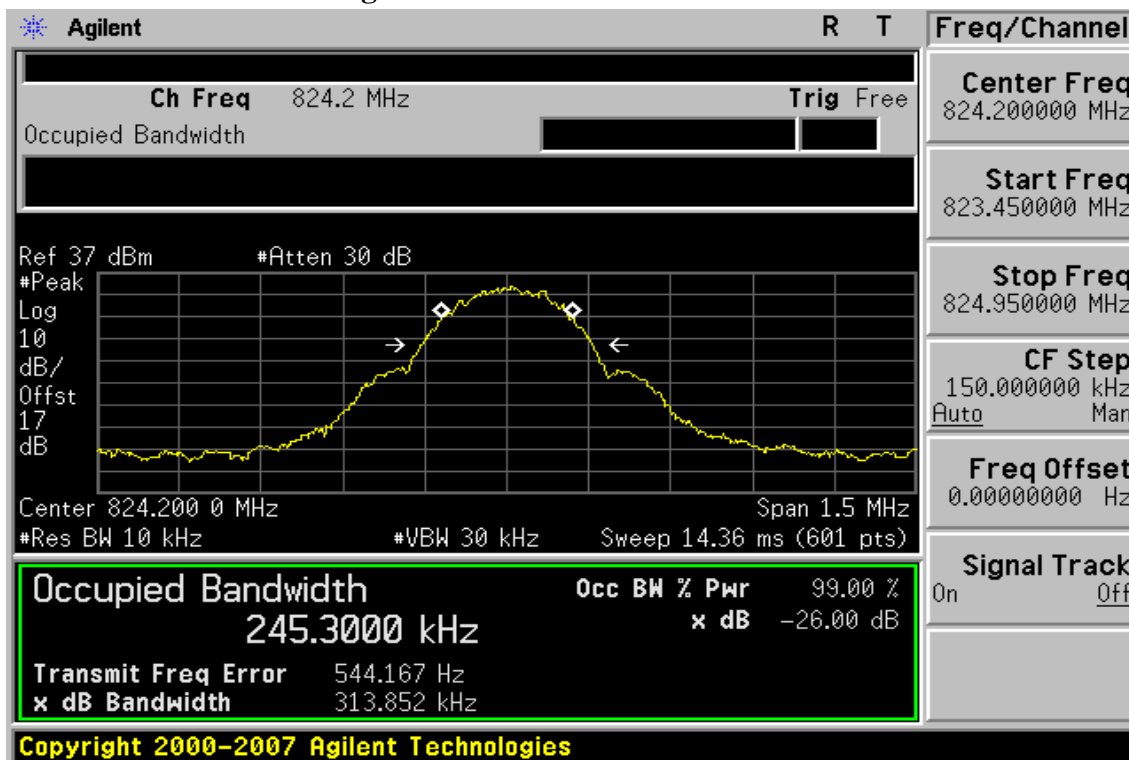 Agilent R T Freq/Channel
Ch Freq 824.2 MHz Trig Free
Occupied Bandwidth
Center Freq
824.200000 MHz
Start Freq
823.450000 MHz
Stop Freq
824.950000 MHz
CF Step
150.000000 kHz
Auto Man
Freq Offset
0.00000000 Hz
Signal Track
On Off
Ref 37 dBm #Atten 30 dB
#Peak
Log
10
dB/
Offst
17
dB
Center 824.200 0 MHz Span 1.5 MHz
#Res BW 10 kHz #VBW 30 kHz Sweep 14.36 ms (601 pts)
Occupied Bandwidth Occ BW % Pwr 99.00 %
245.3000 kHz x dB -26.00 dB
Transmit Freq Error 544.167 Hz
x dB Bandwidth 313.852 kHz
Copyright 2000-2007 Agilent Technologies